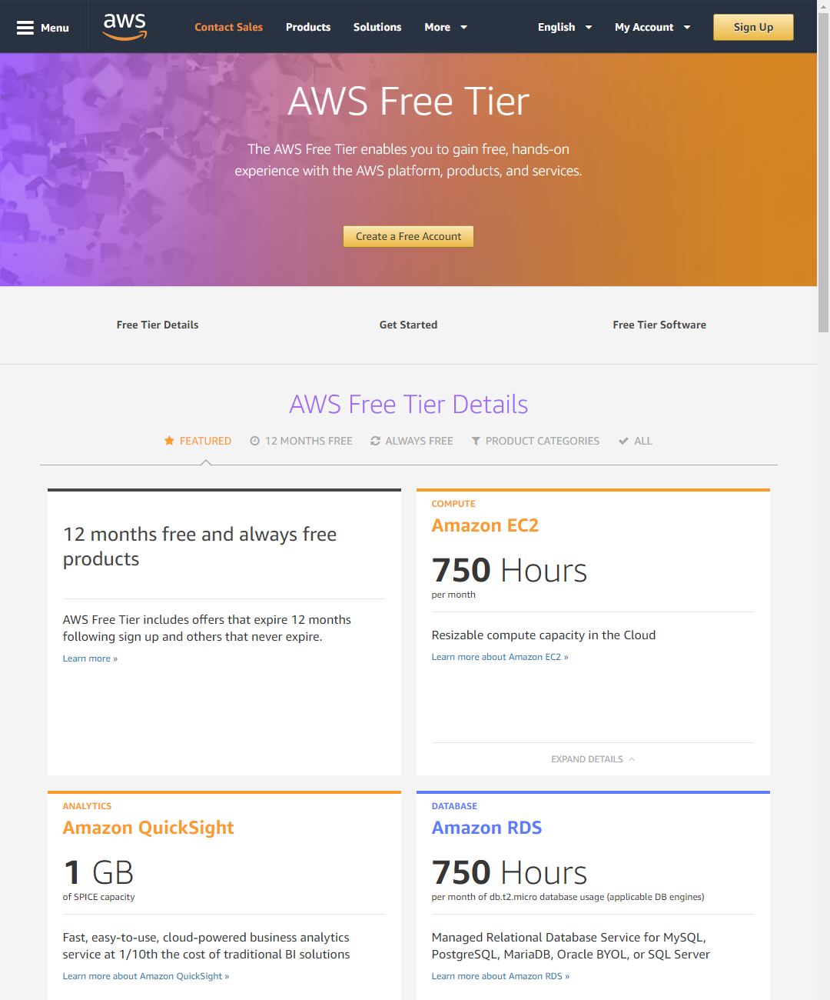 Menu
aws
Contact Sales
Products
Solutions
More
English
My Account
Sign Up
AWS Free Tier
The AWS Free Tier enables you to gain free, hands-on
experience with the AWS platform, products, and services.
Create a Free Account
Free Tier Details
Get Started
Free Tier Software
AWS Free Tier Details
FEATURED
12 MONTHS FREE
ALWAYS FREE
PRODUCT CATEGORIES
ALL
12 months free and always free
products
AWS Free Tier includes offers that expire 12 months
following sign up and others that never expire.
Learn more »
COMPUTE
Amazon EC2
750 Hours
per month
Resizable compute capacity in the Cloud
Learn more about Amazon EC2 »
EXPAND DETAILS
ANALYTICS
Amazon QuickSight
1 GB
of SPICE capacity
Fast, easy-to-use, cloud-powered business analytics
service at 1/10th the cost of traditional BI solutions
Learn more about Amazon QuickSight »
DATABASE
Amazon RDS
750 Hours
per month of db.t2.micro database usage (applicable DB engines)
Managed Relational Database Service for MySQL,
PostgreSQL, MariaDB, Oracle BYOL, or SQL Server
Learn more about Amazon RDS »